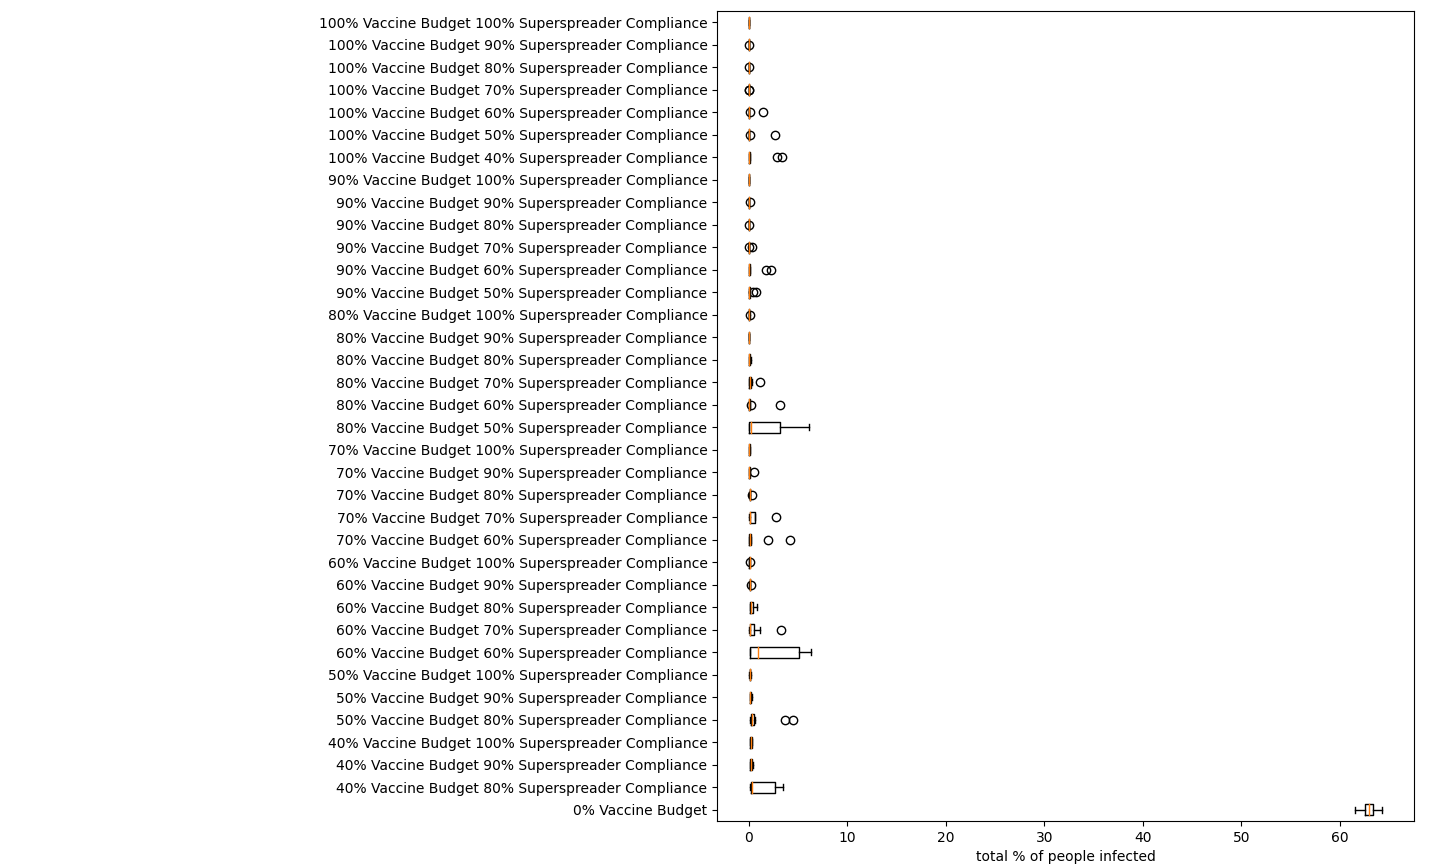 100% Vaccine Budget 100% Superspreader Compliance
100% Vaccine Budget 90% Superspreader Compliance
100% Vaccine Budget 80% Superspreader Compliance
100% Vaccine Budget 70% Superspreader Compliance
100% Vaccine Budget 60% Superspreader Compliance
100% Vaccine Budget 50% Superspreader Compliance
100% Vaccine Budget 40% Superspreader Compliance
90% Vaccine Budget 100% Superspreader Compliance
90% Vaccine Budget 90% Superspreader Compliance
90% Vaccine Budget 80% Superspreader Compliance
90% Vaccine Budget 70% Superspreader Compliance
90% Vaccine Budget 60% Superspreader Compliance
90% Vaccine Budget 50% Superspreader Compliance
80% Vaccine Budget 100% Superspreader Compliance
80% Vaccine Budget 90% Superspreader Compliance
80% Vaccine Budget 80% Superspreader Compliance
80% Vaccine Budget 70% Superspreader Compliance
80% Vaccine Budget 60% Superspreader Compliance
80% Vaccine Budget 50% Superspreader Compliance
70% Vaccine Budget 100% Superspreader Compliance
70% Vaccine Budget 90% Superspreader Compliance
70% Vaccine Budget 80% Superspreader Compliance
70% Vaccine Budget 70% Superspreader Compliance
70% Vaccine Budget 60% Superspreader Compliance
60% Vaccine Budget 100% Superspreader Compliance
60% Vaccine Budget 90% Superspreader Compliance
60% Vaccine Budget 80% Superspreader Compliance
60% Vaccine Budget 70% Superspreader Compliance
60% Vaccine Budget 60% Superspreader Compliance
50% Vaccine Budget 100% Superspreader Compliance
50% Vaccine Budget 90% Superspreader Compliance
50% Vaccine Budget 80% Superspreader Compliance
40% Vaccine Budget 100% Superspreader Compliance
40% Vaccine Budget 90% Superspreader Compliance
40% Vaccine Budget 80% Superspreader Compliance
0% Vaccine Budget
0 10 20 30 40 50 60
total % of people infected